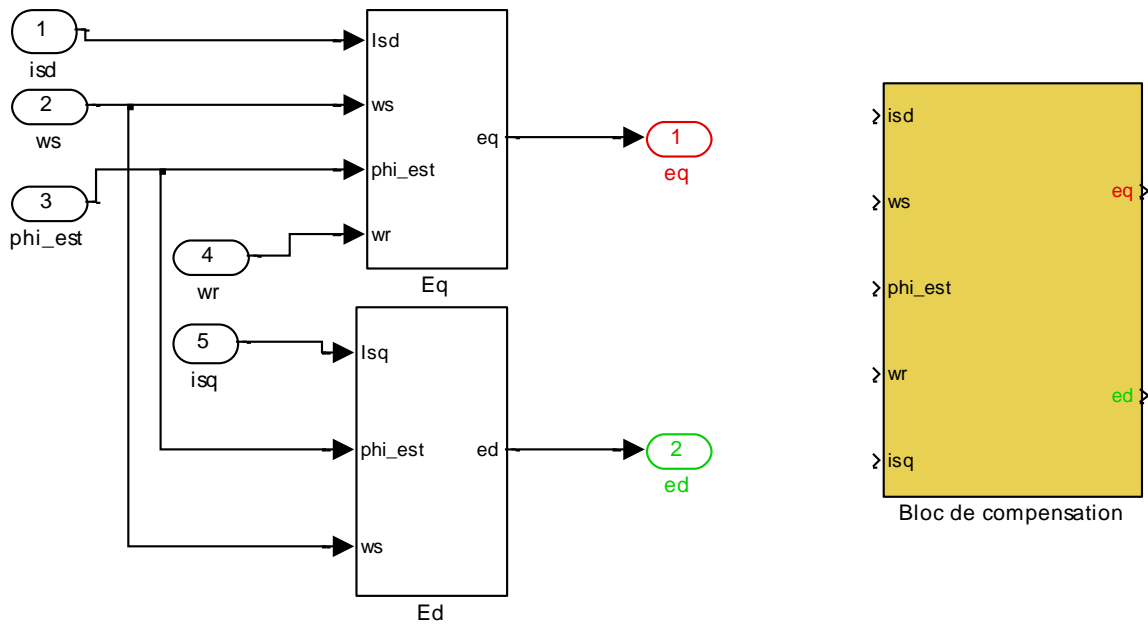 1
isd
2
ws
3
phi_est
4
wr
5
isq
Isd
ws
phi_est
wr
eq
Eq
1
eq
Isq
phi_est
ws
ed
Ed
2
ed
isd
ws
phi_est
wr
isq
eq
ed
Bloc de compensation